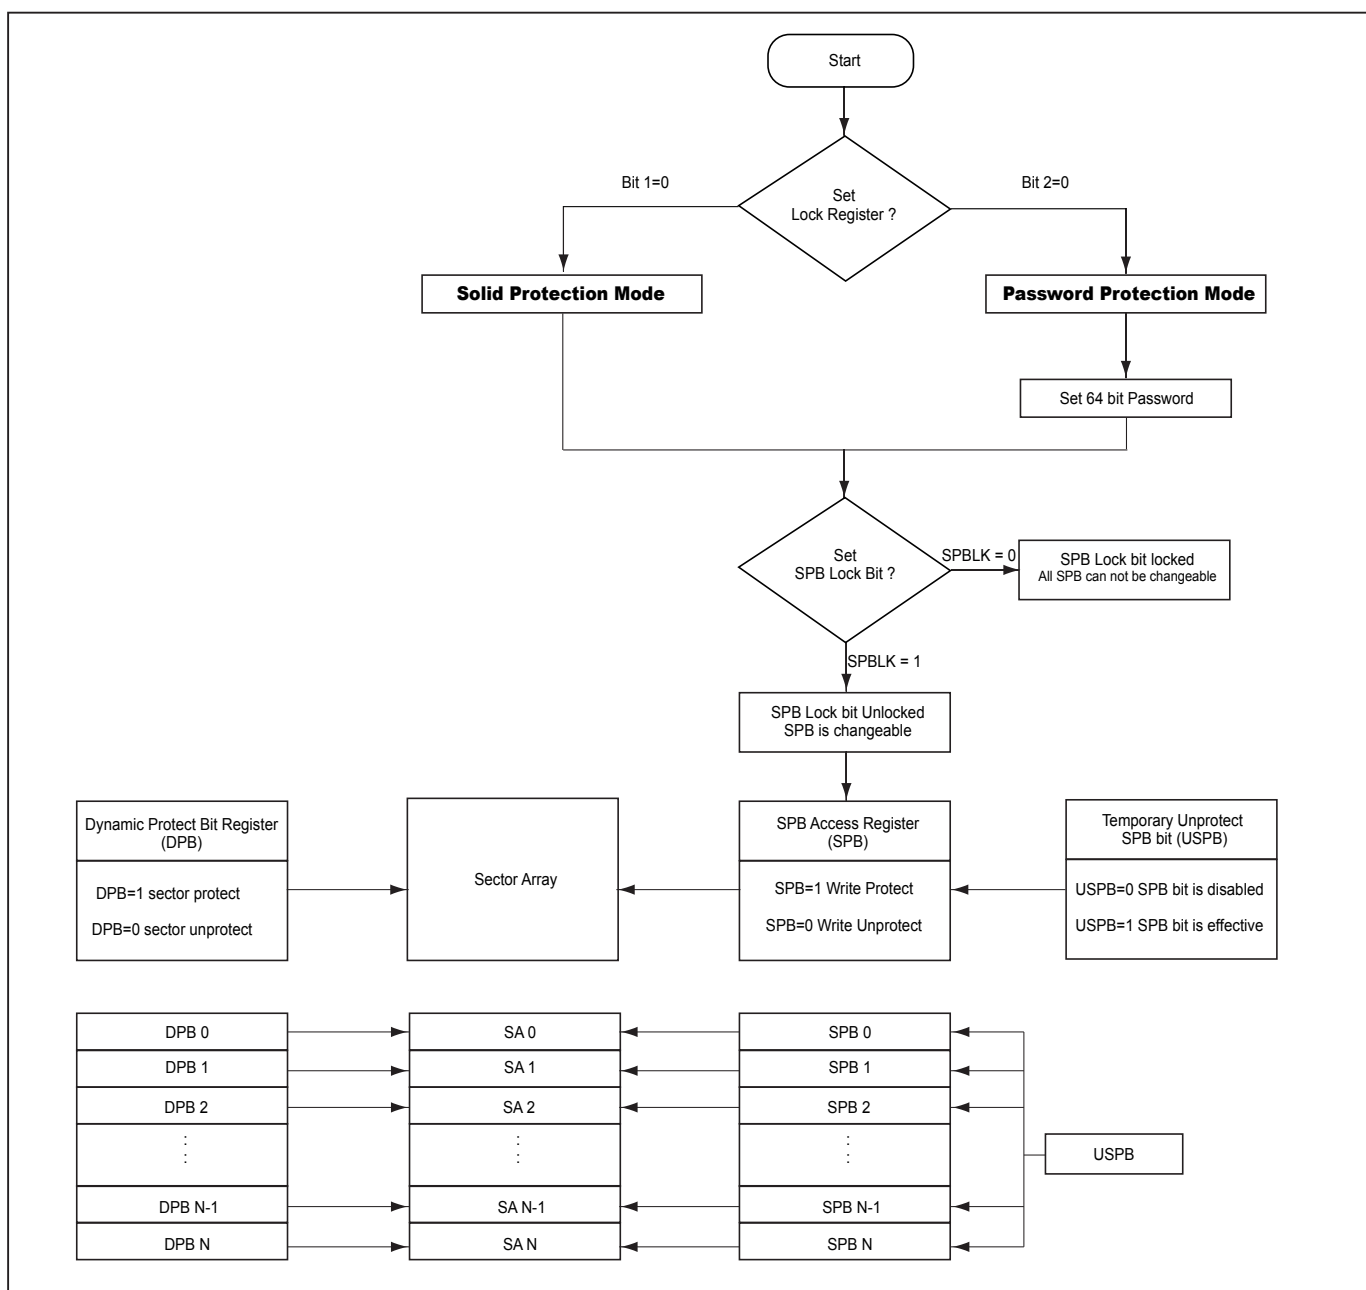 Start
Bit 1=0
Bit 2=0
Set
Lock Register ?
Solid Protection Mode
Password Protection Mode
Set 64 bit Password
Set
SPB Lock Bit ?
SPBLK = 0
SPB Lock bit locked
All SPB can not be changeable
SPBLK = 1
SPB Lock bit Unlocked
SPB is changeable
Dynamic Protect Bit Register
(DPB)
DPB=1 sector protect
DPB=0 sector unprotect
Sector Array
SPB Access Register
(SPB)
SPB=1 Write Protect
SPB=0 Write Unprotect
Temporary Unprotect
SPB bit (USPB)
USPB=0 SPB bit is disabled
USPB=1 SPB bit is effective
DPB 0
SA 0
SPB 0
DPB 1
SA 1
SPB 1
DPB 2
SA 2
SPB 2
USPB
DPB N-1
SA N-1
SPB N-1
DPB N
SA N
SPB N